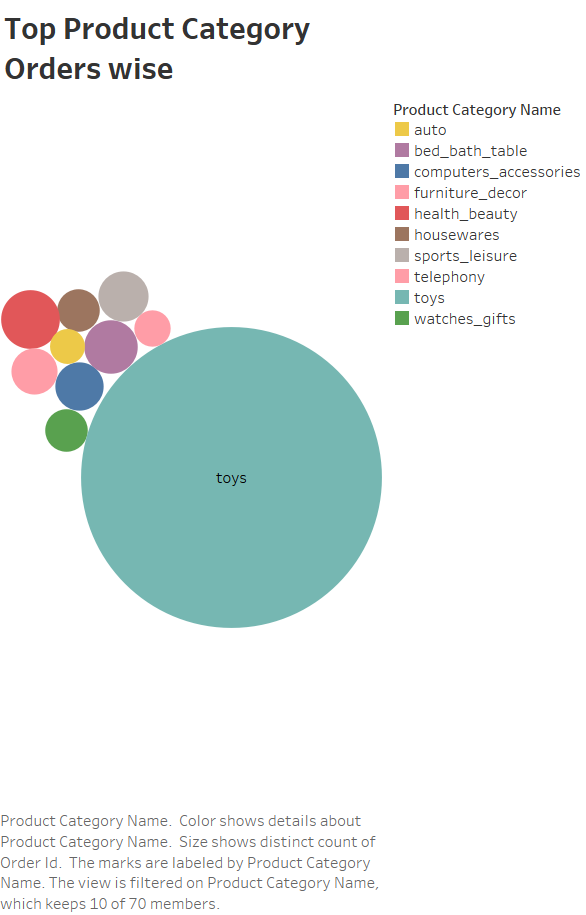 Top Product Category
Orders wise
Product Category Name
auto
bed_bath_table
computers_accessories
furniture_decor
health_beauty
housewares
sports_leisure
telephony
toys
watches_gifts
toys
Product Category Name.  Color shows details about
Product Category Name.  Size shows distinct count of
Order Id.  The marks are labeled by Product Category
Name. The view is filtered on Product Category Name,
which keeps 10 of 70 members.